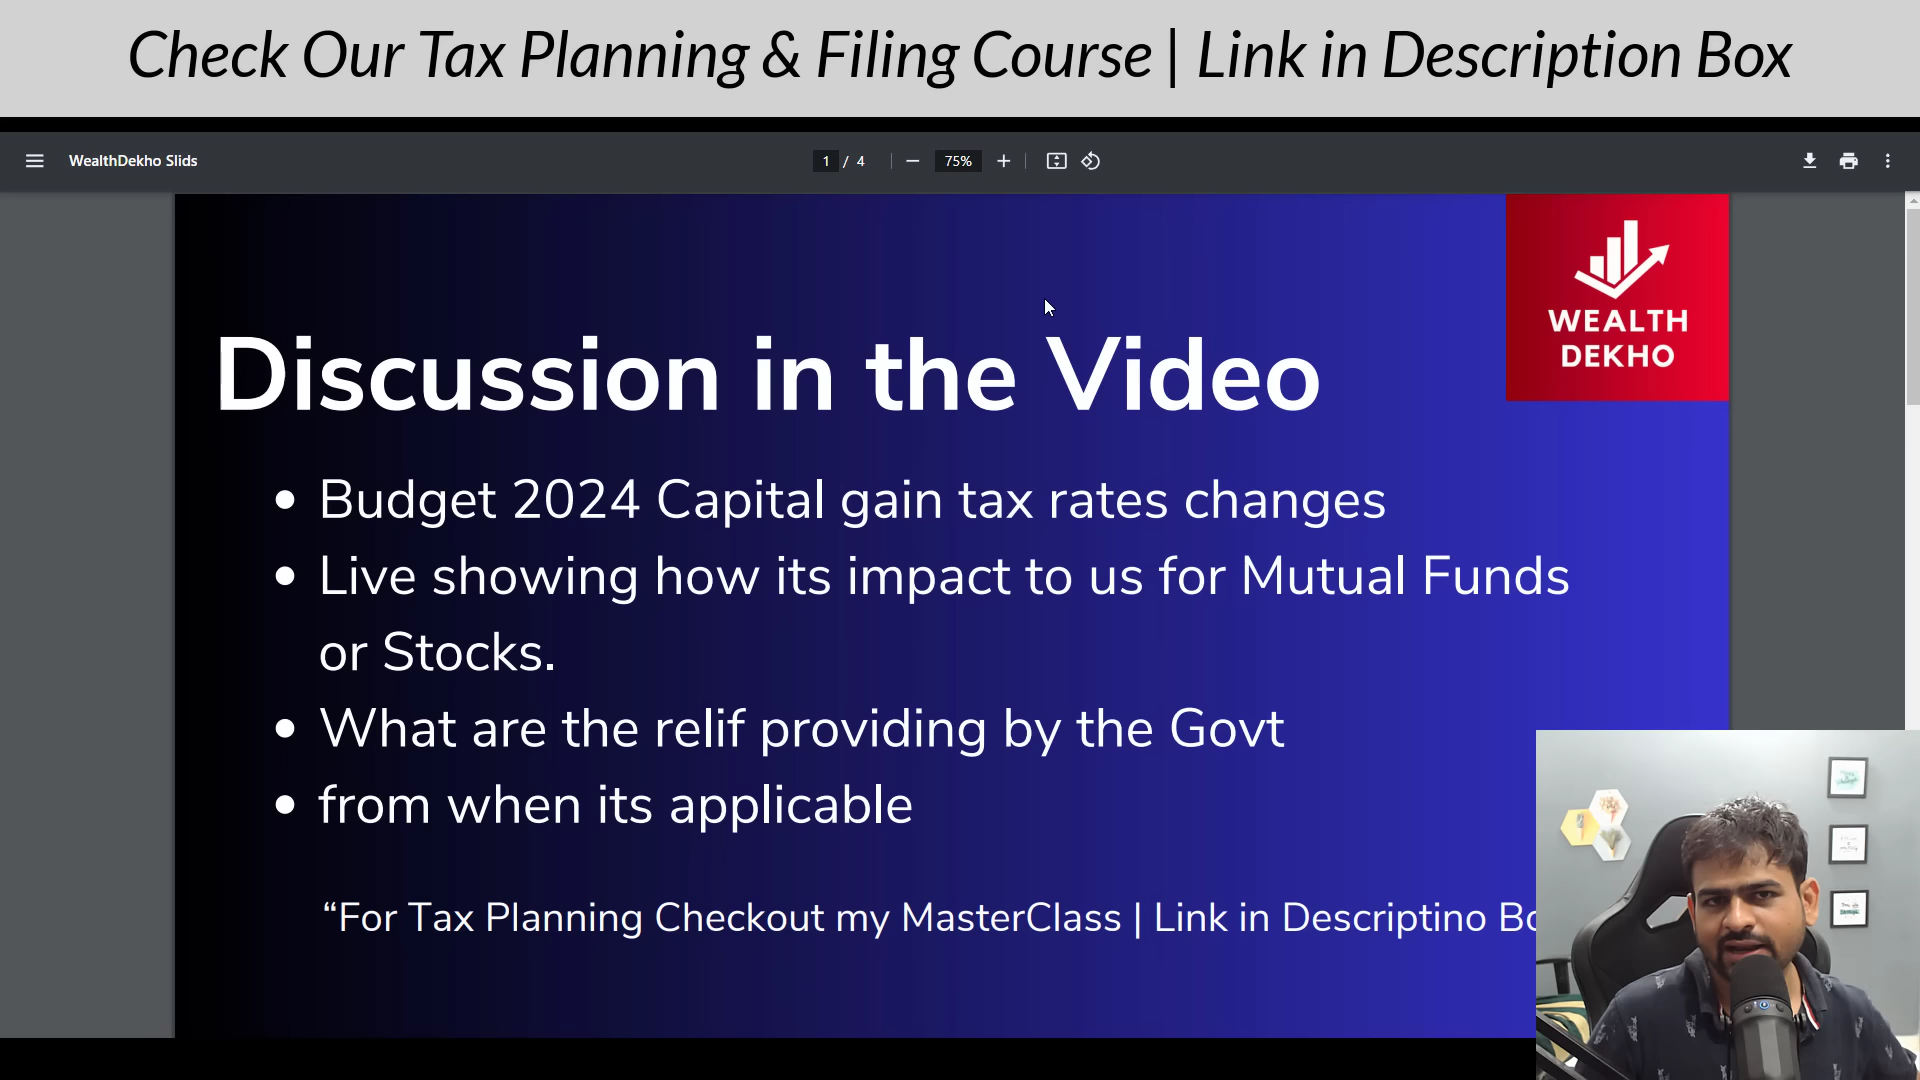 Check Our Tax Planning & Filing Course | Link in Description Box
WealthDekho Slids
1 / 4
75%
WEALTH
DEKHO
Discussion in the Video
• Budget 2024 Capital gain tax rates changes
• Live showing how its impact to us for Mutual Funds
or Stocks.
• What are the relif providing by the Govt
• from when its applicable
“For Tax Planning Checkout my MasterClass | Link in Descriptino